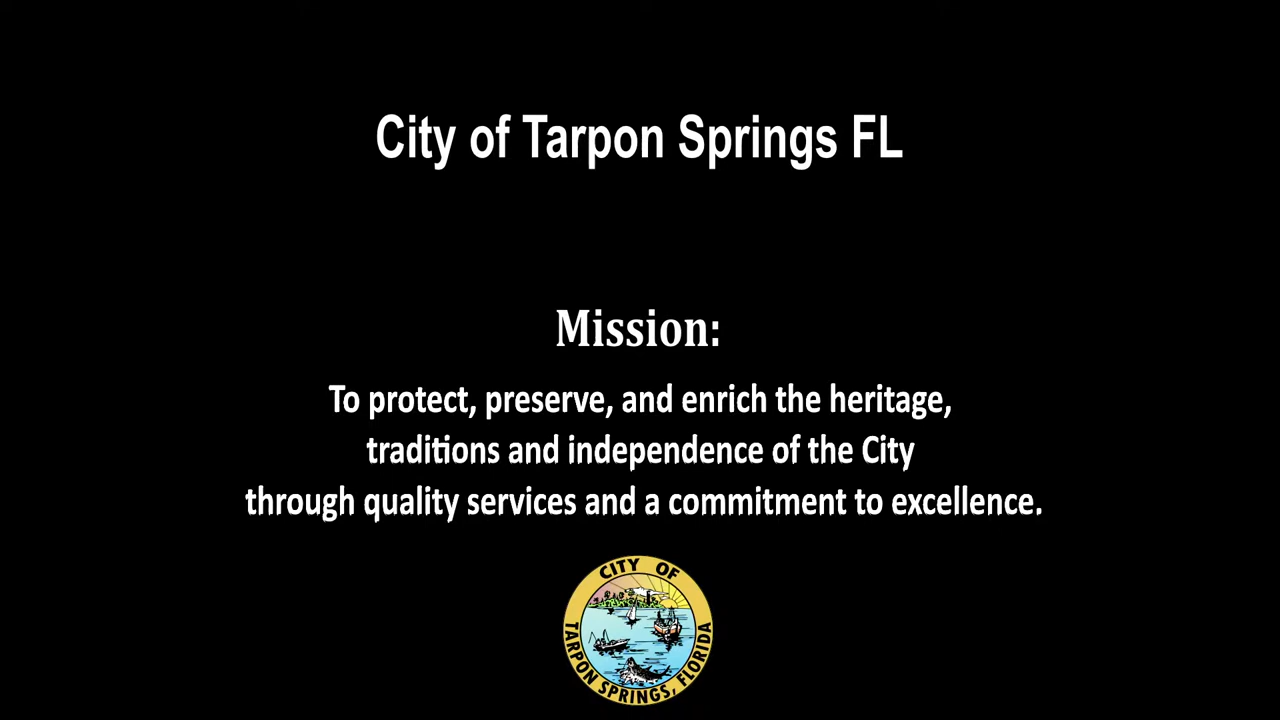 City of Tarpon Springs FL
Mission:
To protect, preserve, and enrich the heritage,
traditions and independence of the City
through quality services and a commitment to excellence.
CITY OF
TARPON SPRINGS, FLORIDA